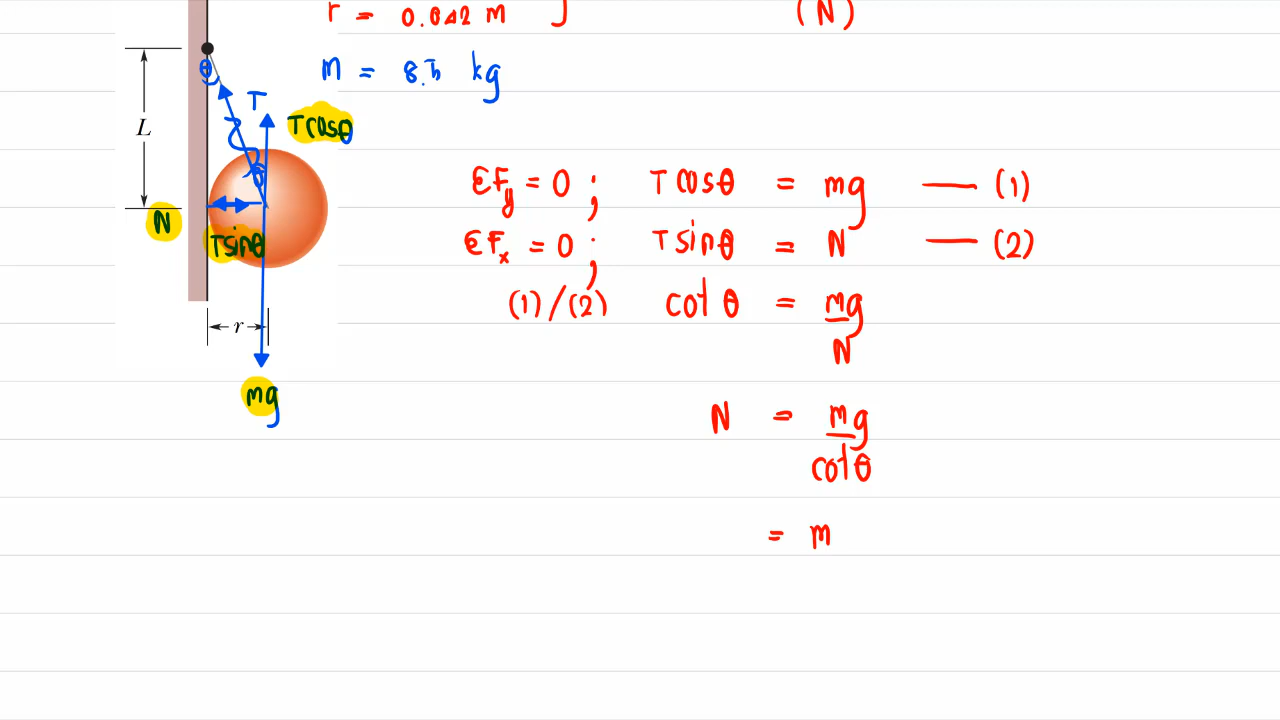 r = 0.042 m } (N)
m = 8.5 kg
θ
T
Tcosθ
L
θ
N
Tsinθ
r
mg
ΣFy = 0 ; Tcosθ = mg — (1)
ΣFx = 0 ; Tsinθ = N — (2)
(1)/(2) cotθ = mg/N
N = mg/cotθ
= m